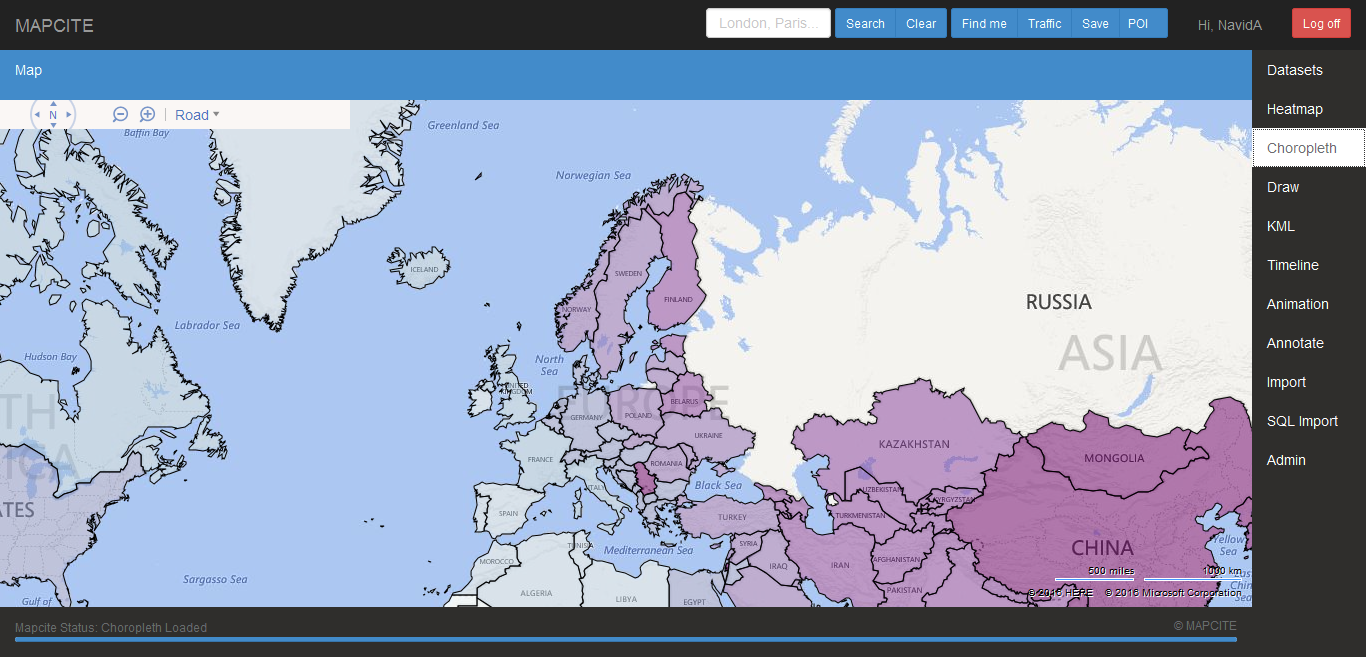 MAPCITE
London, Paris...
Search
Clear
Find me
Traffic
Save
POI
Hi, NavidA
Log off
Map
Datasets
Heatmap
Choropleth
Draw
KML
Timeline
Animation
Annotate
Import
SQL Import
Admin
N
Road
Baffin Bay
Greenland Sea
Norwegian Sea
ICELAND
SWEDEN
FINLAND
NORWAY
RUSSIA
ASIA
Labrador Sea
Hudson Bay
North
Sea
UNITED
KINGDOM
EUROPE
BELARUS
POLAND
GERMANY
UKRAINE
KAZAKHSTAN
MONGOLIA
FRANCE
ROMANIA
ITALY
Black Sea
UZBEKISTAN
KYRGYZSTAN
TURKMENISTAN
TURKEY
SPAIN
TH
ICA
TATES
Mediterranean Sea
TUNISIA
SYRIA
IRAQ
IRAN
AFGHANISTAN
PAKISTAN
CHINA
Yellow
Sea
MOROCCO
ALGERIA
LIBYA
EGYPT
Sargasso Sea
Gulf of
500 miles
1000 km
East
Chin
Sea
© 2016 HERE
© 2016 Microsoft Corporation
Mapcite Status: Choropleth Loaded
© MAPCITE